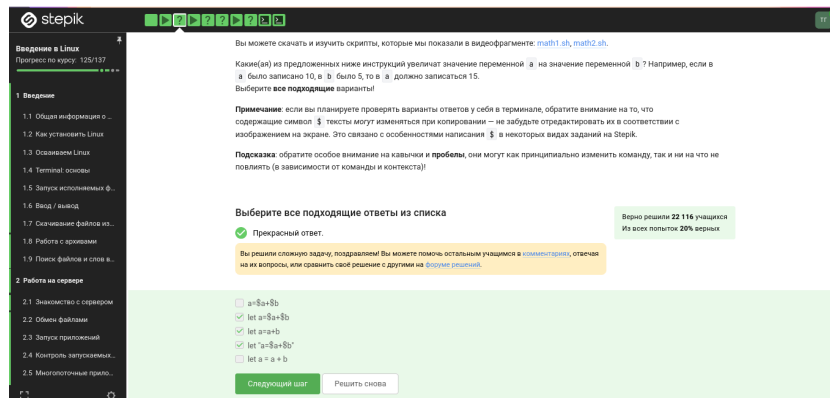 stepik
ТГ
Введение в Linux
Прогресс по курсу: 125/137
1 Введение
1.1 Общая информация о ...
1.2 Как установить Linux
1.3 Осваиваем Linux
1.4 Terminal: основы
1.5 Запуск исполняемых ф...
1.6 Ввод / вывод
1.7 Скачивание файлов из...
1.8 Работа с архивами
1.9 Поиск файлов и слов в...
2 Работа на сервере
2.1 Знакомство с сервером
2.2 Обмен файлами
2.3 Запуск приложений
2.4 Контроль запускаемых...
2.5 Многопоточные прило...
Вы можете скачать и изучить скрипты, которые мы показали в видеофрагменте: math1.sh, math2.sh.
Какие(ая) из предложенных ниже инструкций увеличат значение переменной a на значение переменной b ? Например, если в
a было записано 10, в b было 5, то в a должно записаться 15.
Выберите все подходящие варианты!
Примечание: если вы планируете проверять варианты ответов у себя в терминале, обратите внимание на то, что
содержащие символ $ тексты могут изменяться при копировании — не забудьте отредактировать их в соответствии с
изображением на экране. Это связано с особенностями написания $ в некоторых видах заданий на Stepik.
Подсказка: обратите особое внимание на кавычки и пробелы, они могут как принципиально изменить команду, так и ни на что не
повлиять (в зависимости от команды и контекста)!
Выберите все подходящие ответы из списка
Прекрасный ответ.
Верно решили 22 116 учащихся
Из всех попыток 20% верных
Вы решили сложную задачу, поздравляем! Вы можете помочь остальным учащимся в комментариях, отвечая
на их вопросы, или сравнить своё решение с другими на форуме решений.
a=$a+$b
let a=$a+$b
let a=a+b
let "a=$a+$b"
let a = a + b
Следующий шаг
Решить снова